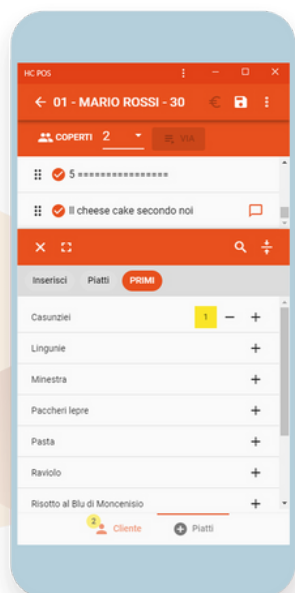 HC POS
01 - MARIO ROSSI - 30
COPERTI 2 VIA
5 ================
Il cheese cake secondo noi
Inserisci Piatti PRIMI
Casunziei 1
Lingunie
Minestra
Paccheri lepre
Pasta
Raviolo
Risotto al Blu di Moncenisio
2 Cliente Piatti